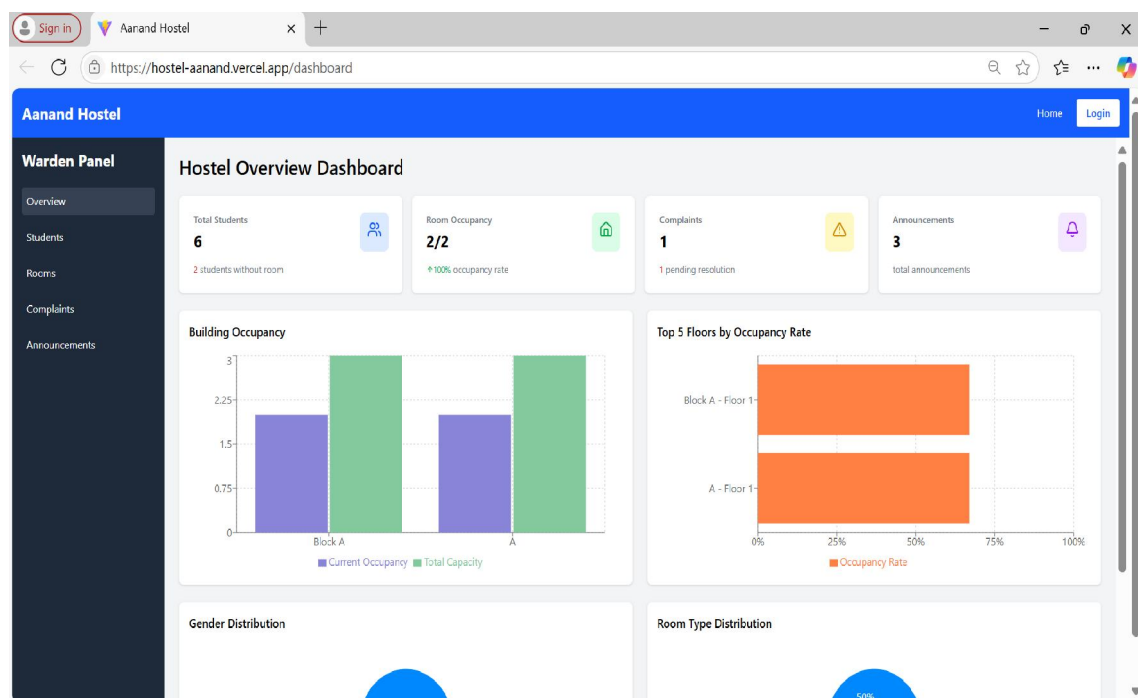 Sign in
Aanand Hostel
https://hostel-aanand.vercel.app/dashboard
Aanand Hostel
Home
Login
Warden Panel
Overview
Students
Rooms
Complaints
Announcements
Hostel Overview Dashboard
Total Students
6
2 students without room
Room Occupancy
2/2
↑100% occupancy rate
Complaints
1
1 pending resolution
Announcements
3
total announcements
Building Occupancy
3
2.25
1.5
0.75
0
Block A
A
Current Occupancy
Total Capacity
Top 5 Floors by Occupancy Rate
Block A - Floor 1
A - Floor 1
0%
25%
50%
75%
100%
Occupancy Rate
Gender Distribution
Room Type Distribution
50%